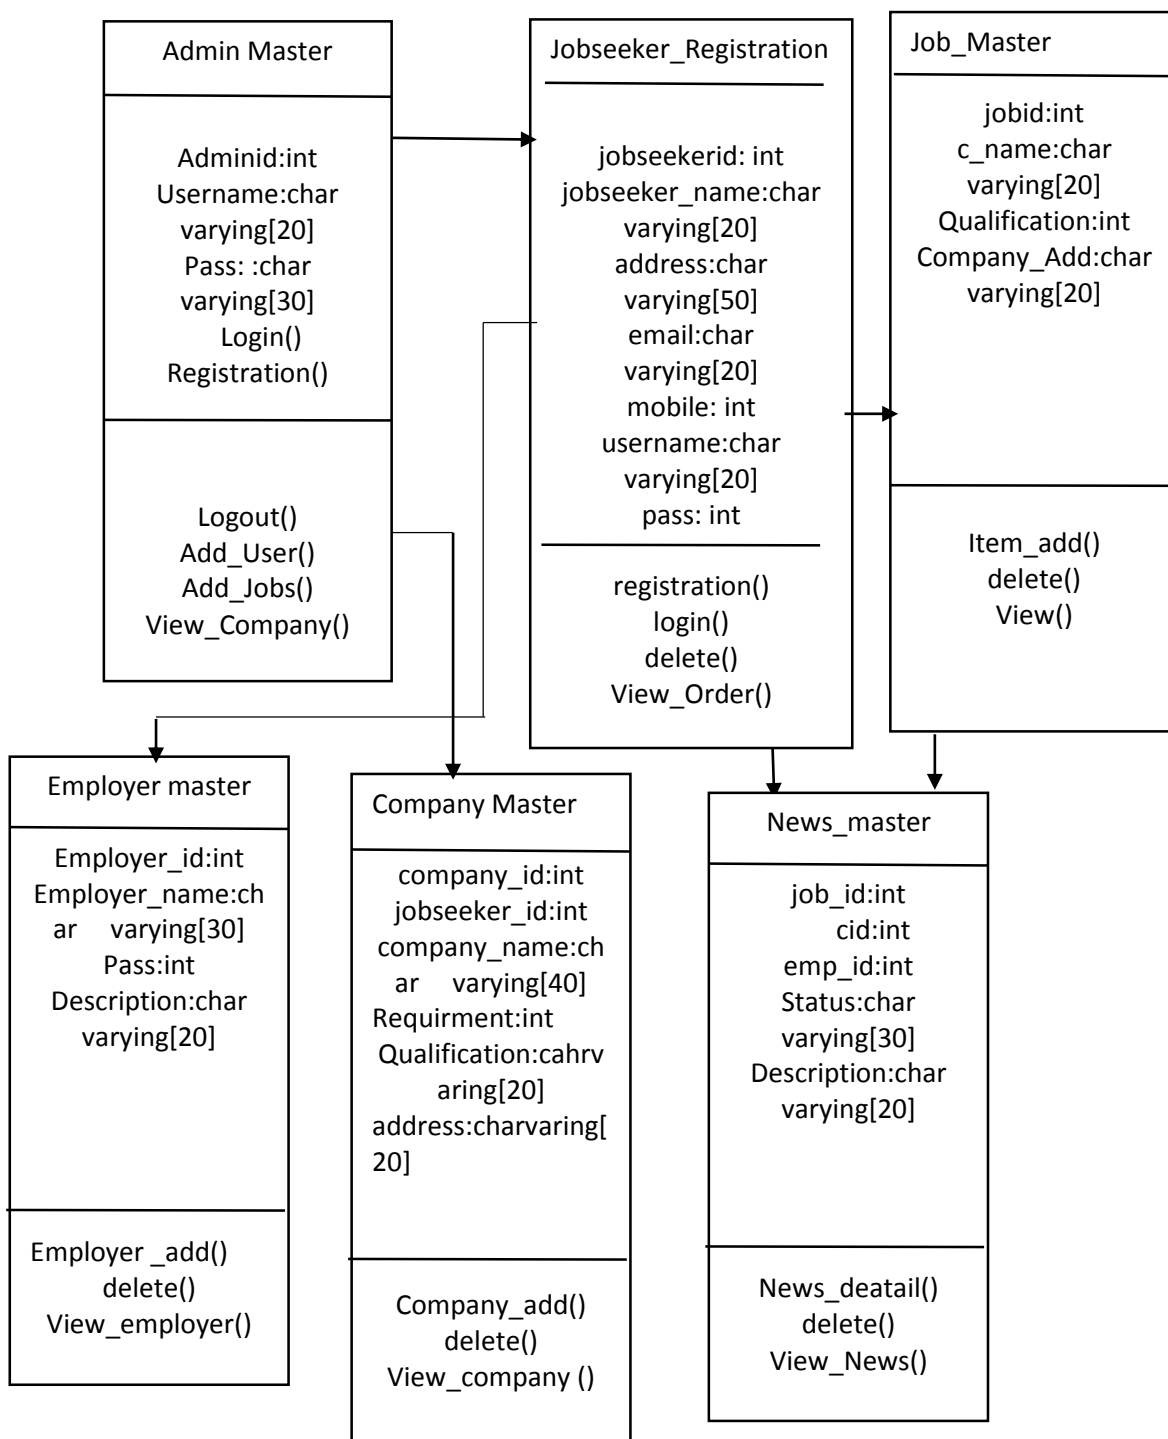 Admin Master
Adminid:int
Username:char
varying[20]
Pass: :char
varying[30]
Login()
Registration()
Logout()
Add_User()
Add_Jobs()
View_Company()
Jobseeker_Registration
jobseekerid: int
jobseeker_name:char
varying[20]
address:char
varying[50]
email:char
varying[20]
mobile: int
username:char
varying[20]
pass: int
registration()
login()
delete()
View_Order()
Job_Master
jobid:int
c_name:char
varying[20]
Qualification:int
Company_Add:char
varying[20]
Item_add()
delete()
View()
Employer master
Employer_id:int
Employer_name:ch
ar varying[30]
Pass:int
Description:char
varying[20]
Employer _add()
delete()
View_employer()
Company Master
company_id:int
jobseeker_id:int
company_name:ch
ar varying[40]
Requirment:int
Qualification:cahrv
aring[20]
address:charvaring[
20]
Company_add()
delete()
View_company ()
News_master
job_id:int
cid:int
emp_id:int
Status:char
varying[30]
Description:char
varying[20]
News_deatail()
delete()
View_News()